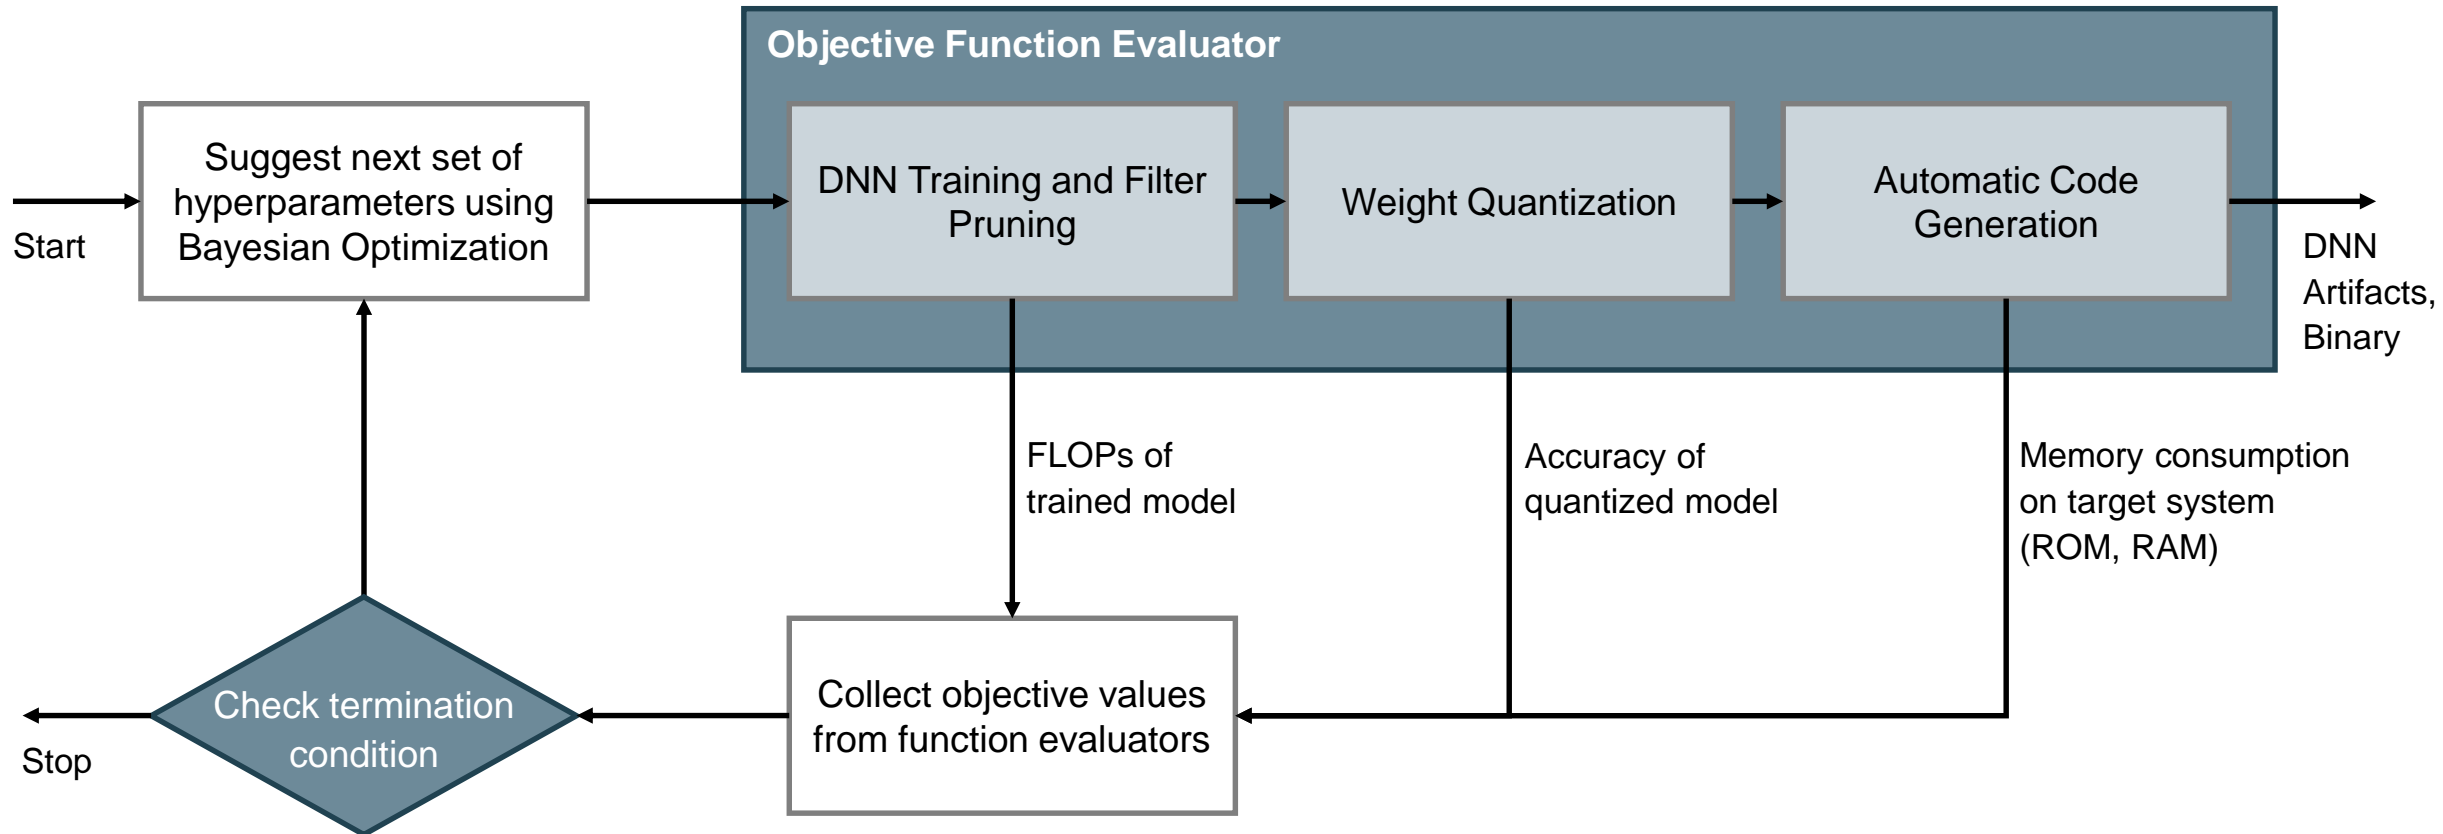 Objective Function Evaluator
Start
Suggest next set of
hyperparameters using
Bayesian Optimization
DNN Training and Filter
Pruning
Weight Quantization
Automatic Code
Generation
DNN
Artifacts,
Binary
FLOPs of
trained model
Accuracy of
quantized model
Memory consumption
on target system
(ROM, RAM)
Collect objective values
from function evaluators
Check termination
condition
Stop